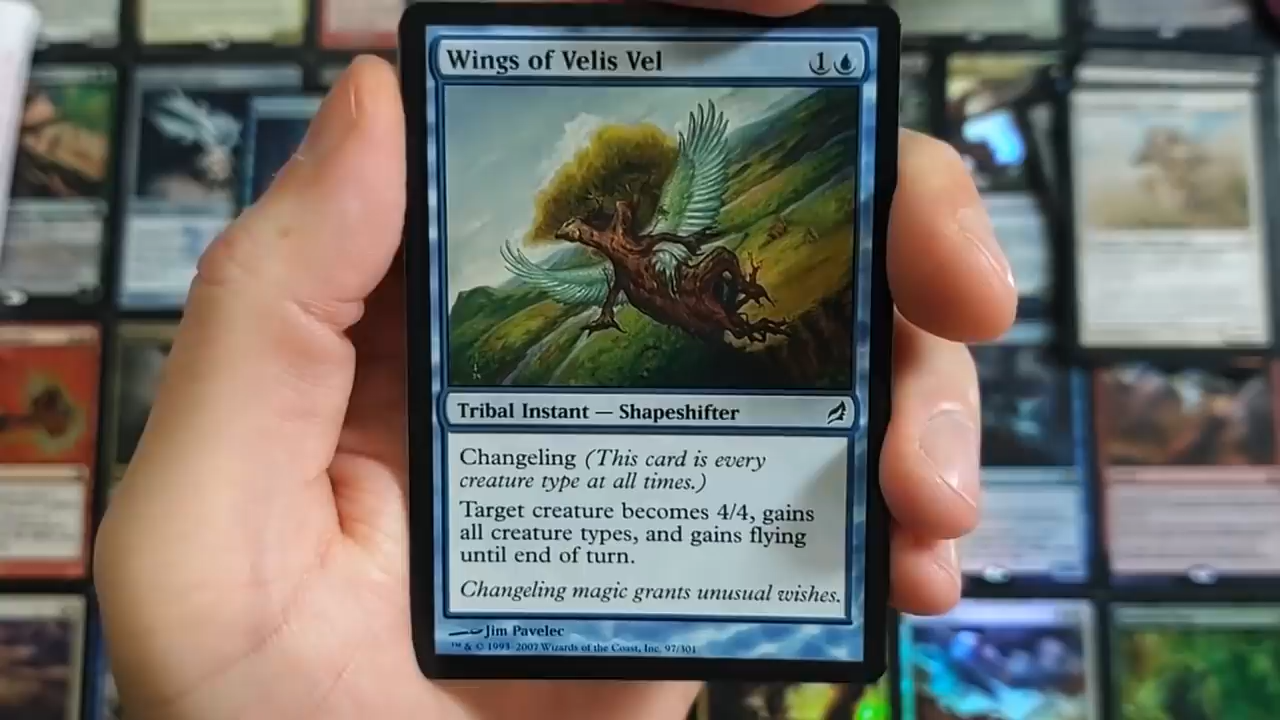 Wings of Velis Vel 1
Tribal Instant — Shapeshifter
Changeling (This card is every
creature type at all times.)
Target creature becomes 4/4, gains
all creature types, and gains flying
until end of turn.
Changeling magic grants unusual wishes.
Jim Pavelec
™ & © 1993-2007 Wizards of the Coast, Inc. 97/301